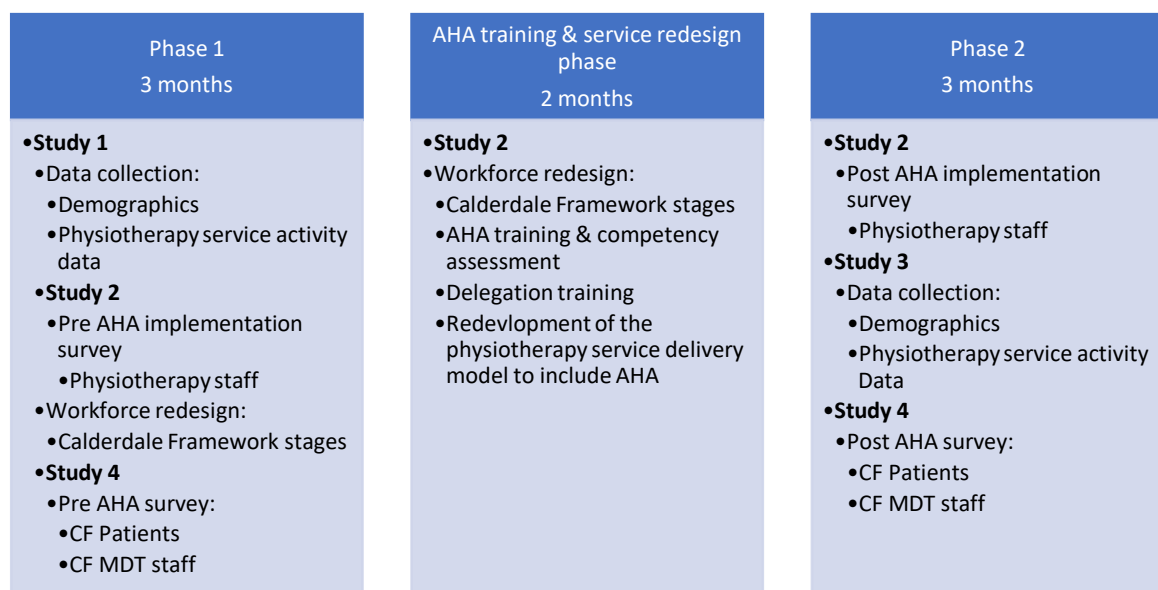 Phase 1
3 months
•Study 1
•Data collection:
•Demographics
•Physiotherapy service activity
data
•Study 2
•Pre AHA implementation
survey
•Physiotherapy staff
•Workforce redesign:
•Calderdale Framework stages
•Study 4
•Pre AHA survey:
•CF Patients
•CF MDT staff
AHA training & service redesign
phase
2 months
•Study 2
•Workforce redesign:
•Calderdale Framework stages
•AHA training & competency
assessment
•Delegation training
•Redevlopment of the
physiotherapy service delivery
model to include AHA
Phase 2
3 months
•Study 2
•Post AHA implementation
survey
•Physiotherapy staff
•Study 3
•Data collection:
•Demographics
•Physiotherapy service activity
Data
•Study 4
•Post AHA survey:
•CF Patients
•CF MDT staff